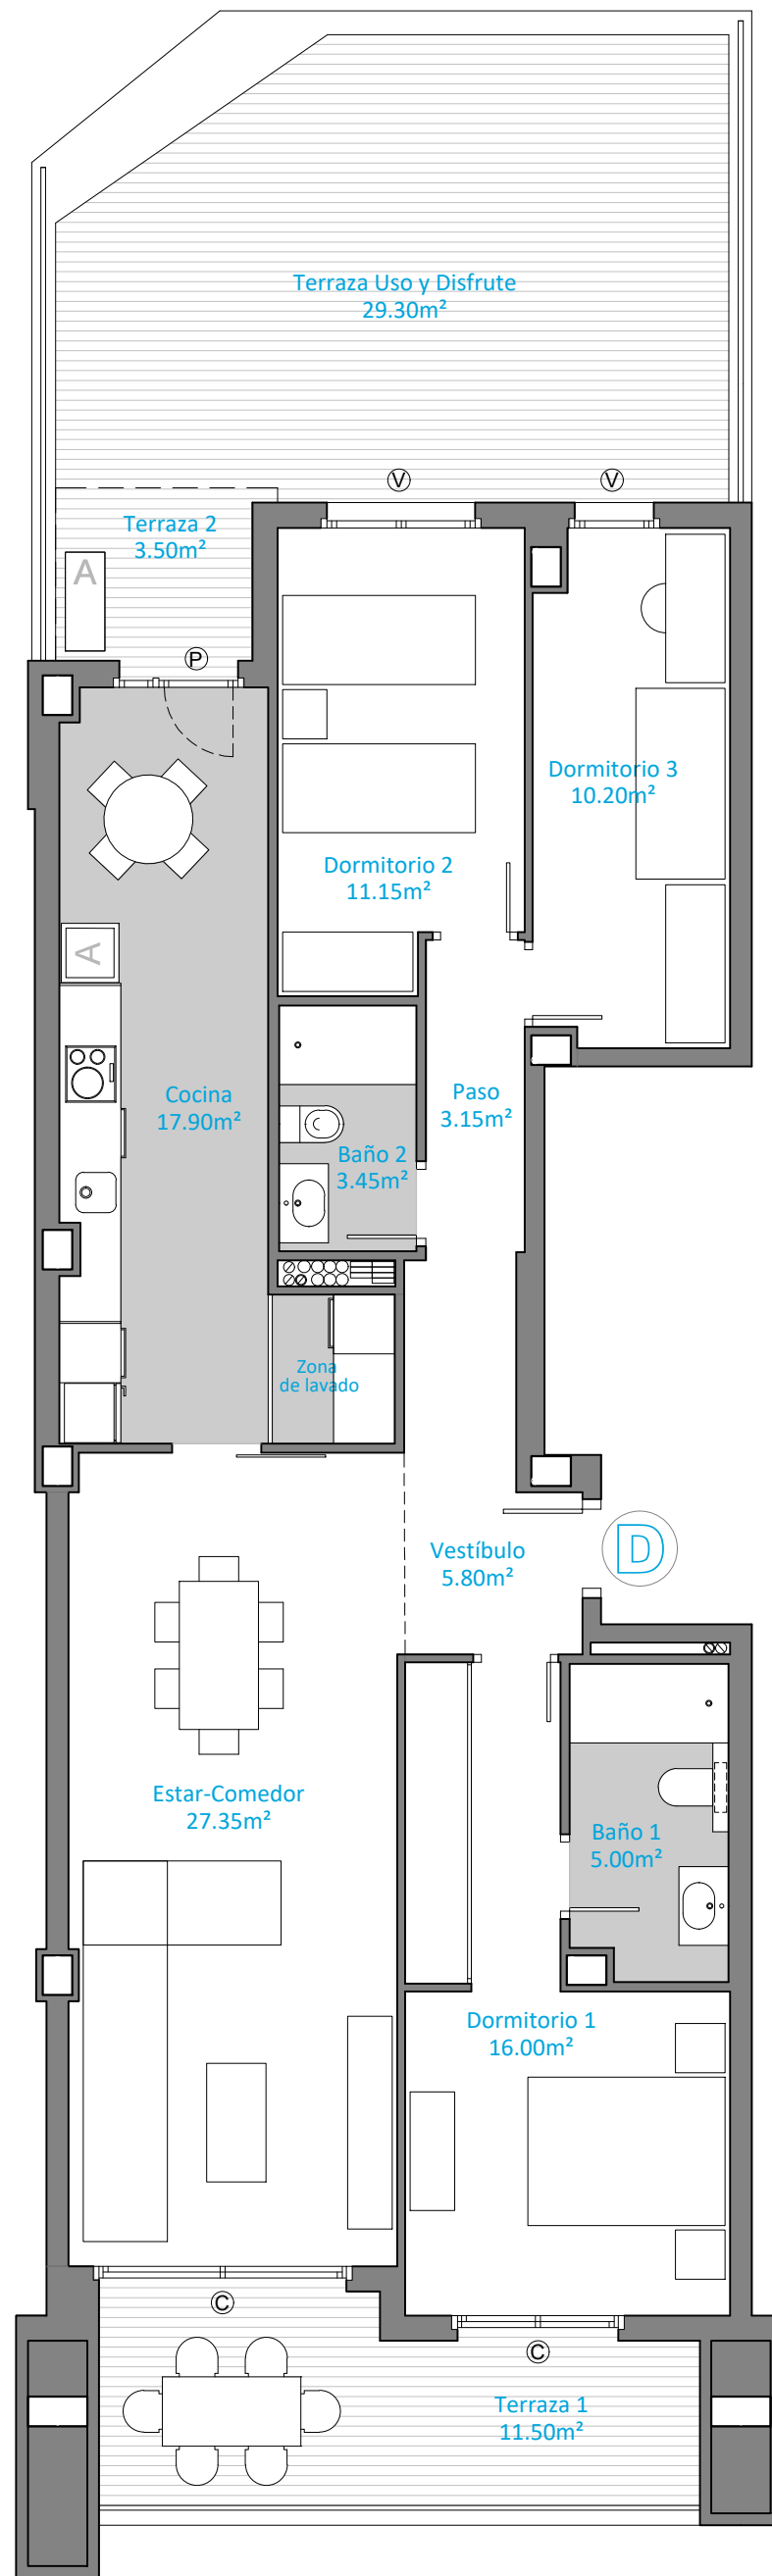 Terraza Uso y Disfrute
29.30m²
V
V
Terraza 2
3.50m²
A
P
Dormitorio 3
10.20m²
Dormitorio 2
11.15m²
A
Cocina
17.90m²
Paso
3.15m²
Baño 2
3.45m²
Zona
de lavado
Vestíbulo
5.80m²
D
Estar-Comedor
27.35m²
Baño 1
5.00m²
Dormitorio 1
16.00m²
C
C
Terraza 1
11.50m²